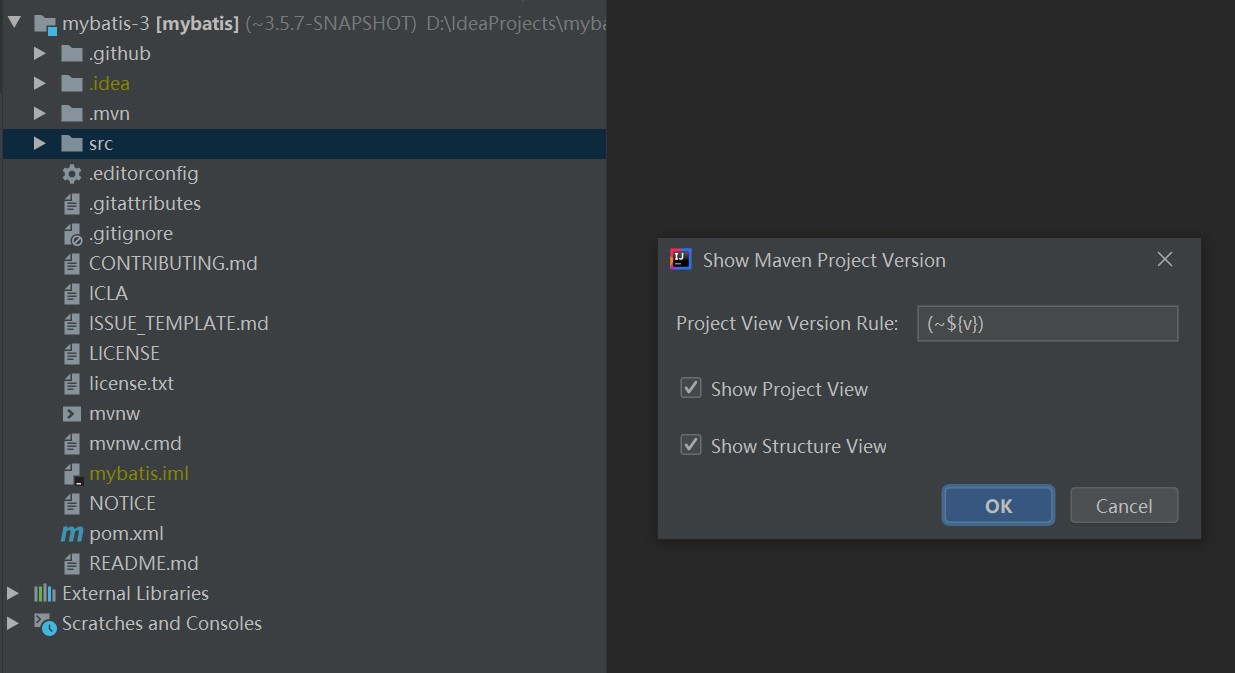 mybatis-3 [mybatis] (~3.5.7-SNAPSHOT) D:\IdeaProjects\myba
.github
.idea
.mvn
src
.editorconfig
.gitattributes
.gitignore
CONTRIBUTING.md
ICLA
ISSUE_TEMPLATE.md
LICENSE
license.txt
mvnw
mvnw.cmd
mybatis.iml
NOTICE
pom.xml
README.md
External Libraries
Scratches and Consoles
Show Maven Project Version
Project View Version Rule: (~${v})
Show Project View
Show Structure View
OK Cancel